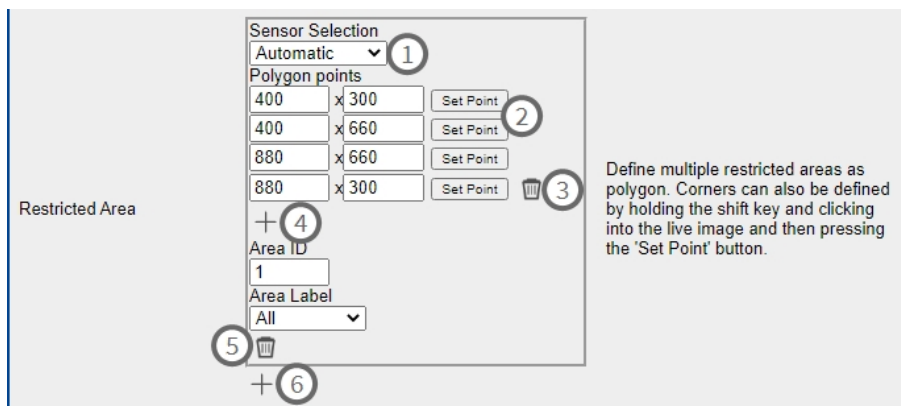 Sensor Selection
Automatic 1
Polygon points
400 x 300 Set Point 2
400 x 660 Set Point
880 x 660 Set Point
880 x 300 Set Point 3
Restricted Area
+ 4
Area ID
1
Area Label
All
5
+ 6
Define multiple restricted areas as
polygon. Corners can also be defined
by holding the shift key and clicking
into the live image and then pressing
the 'Set Point' button.